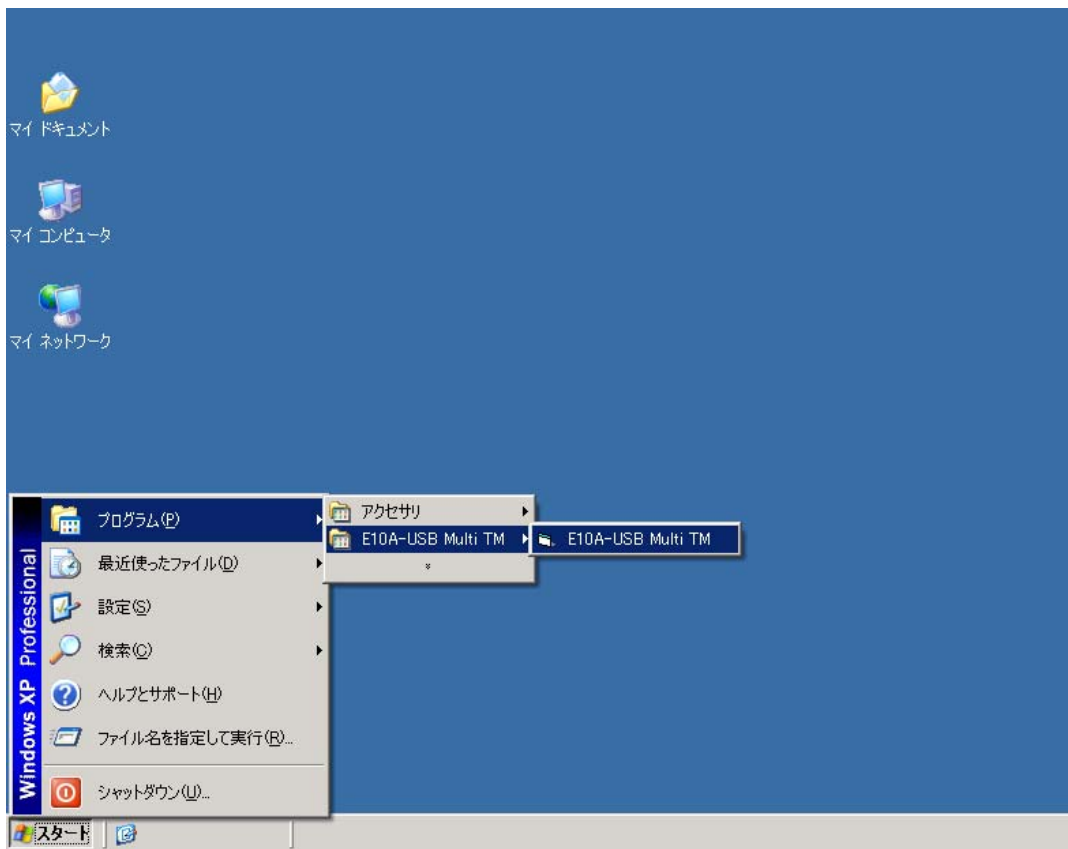 マイ ドキュメント
マイ コンピュータ
マイ ネットワーク
Windows XP Professional
プログラム(P)
最近使ったファイル(D)
設定(S)
検索(C)
ヘルプとサポート(H)
ファイル名を指定して実行(R)...
シャットダウン(U)...
アクセサリ
E10A-USB Multi TM
E10A-USB Multi TM
スタート